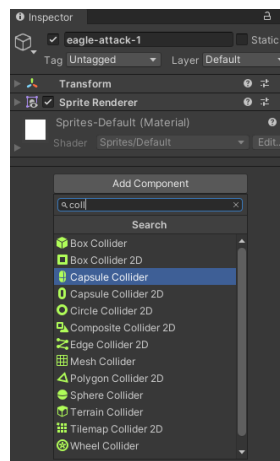 Inspector
eagle-attack-1 Static
Tag Untagged Layer Default
Transform
Sprite Renderer
Sprites-Default (Material)
Shader Sprites/Default Edit..
Add Component
coll
Search
Box Collider
Box Collider 2D
Capsule Collider
Capsule Collider 2D
Circle Collider 2D
Composite Collider 2D
Edge Collider 2D
Mesh Collider
Polygon Collider 2D
Sphere Collider
Terrain Collider
Tilemap Collider 2D
Wheel Collider